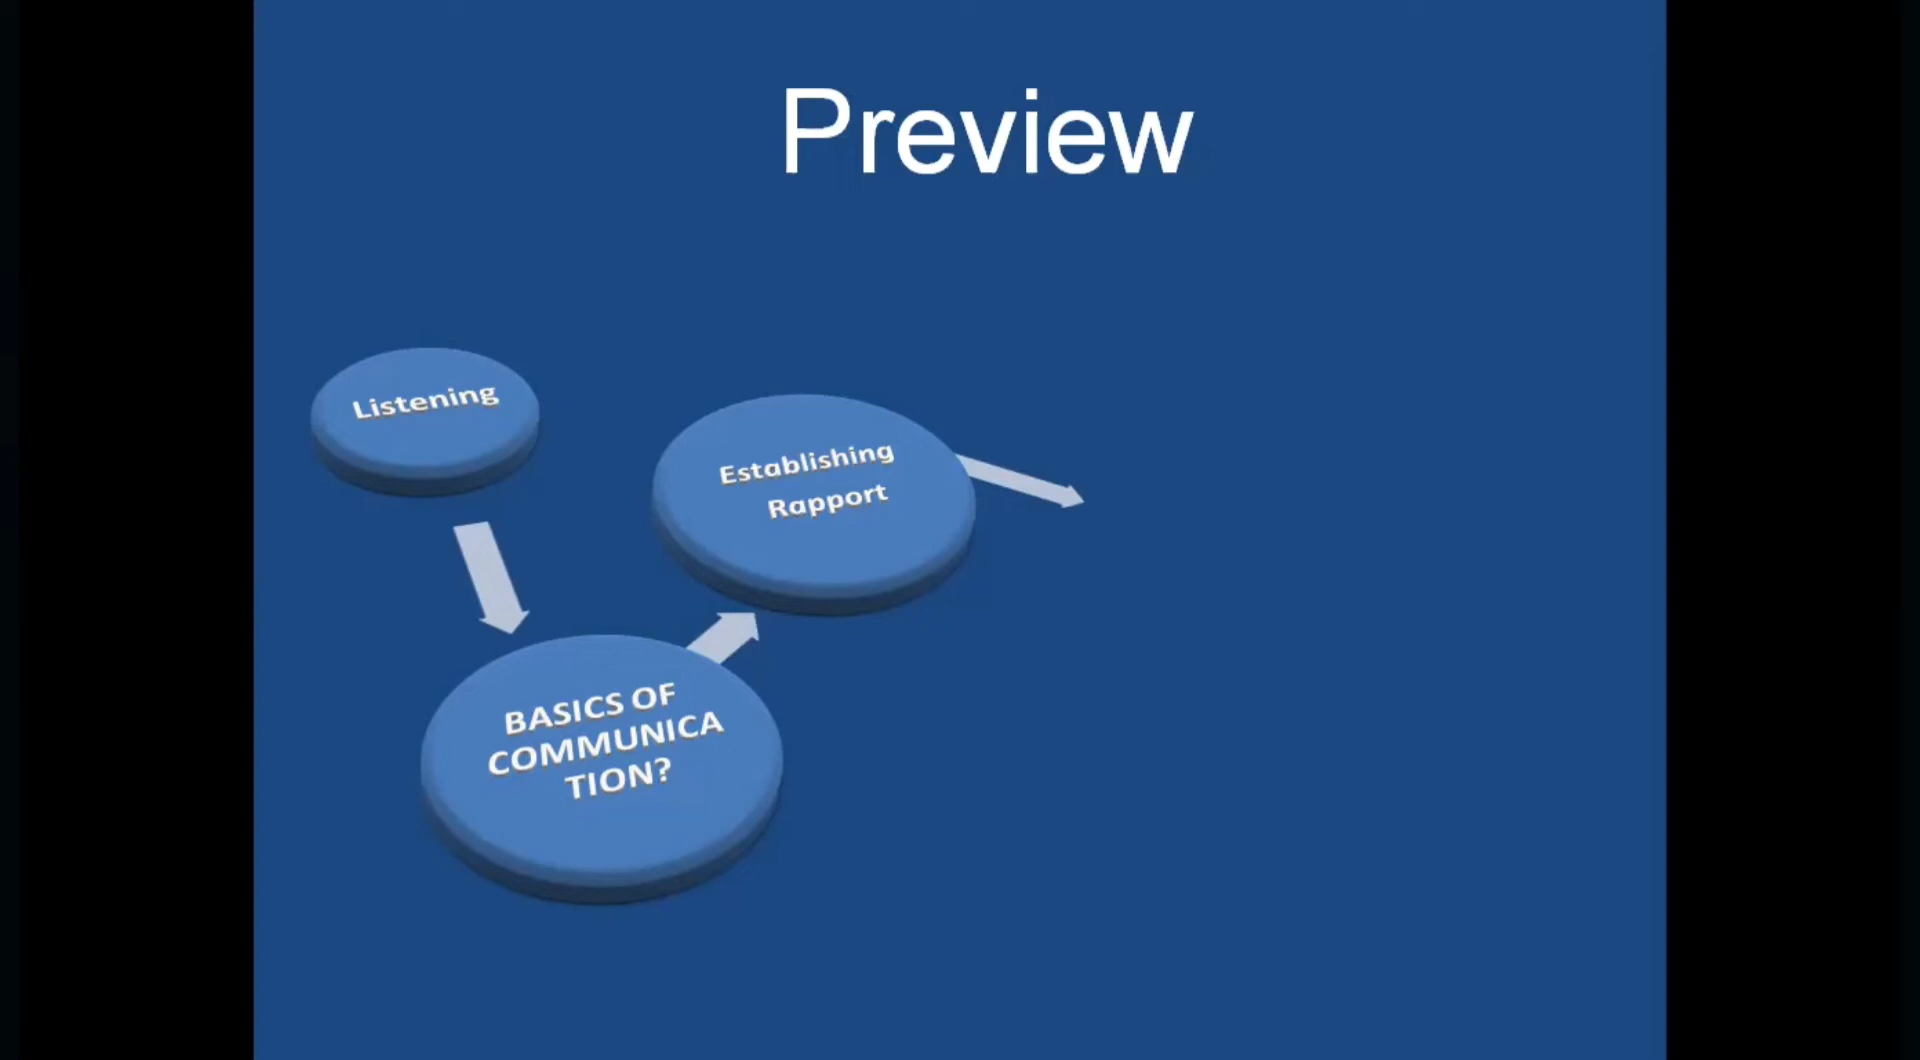 Preview
Listening
Establishing
Rapport
BASICS OF
COMMUNICA
TION?